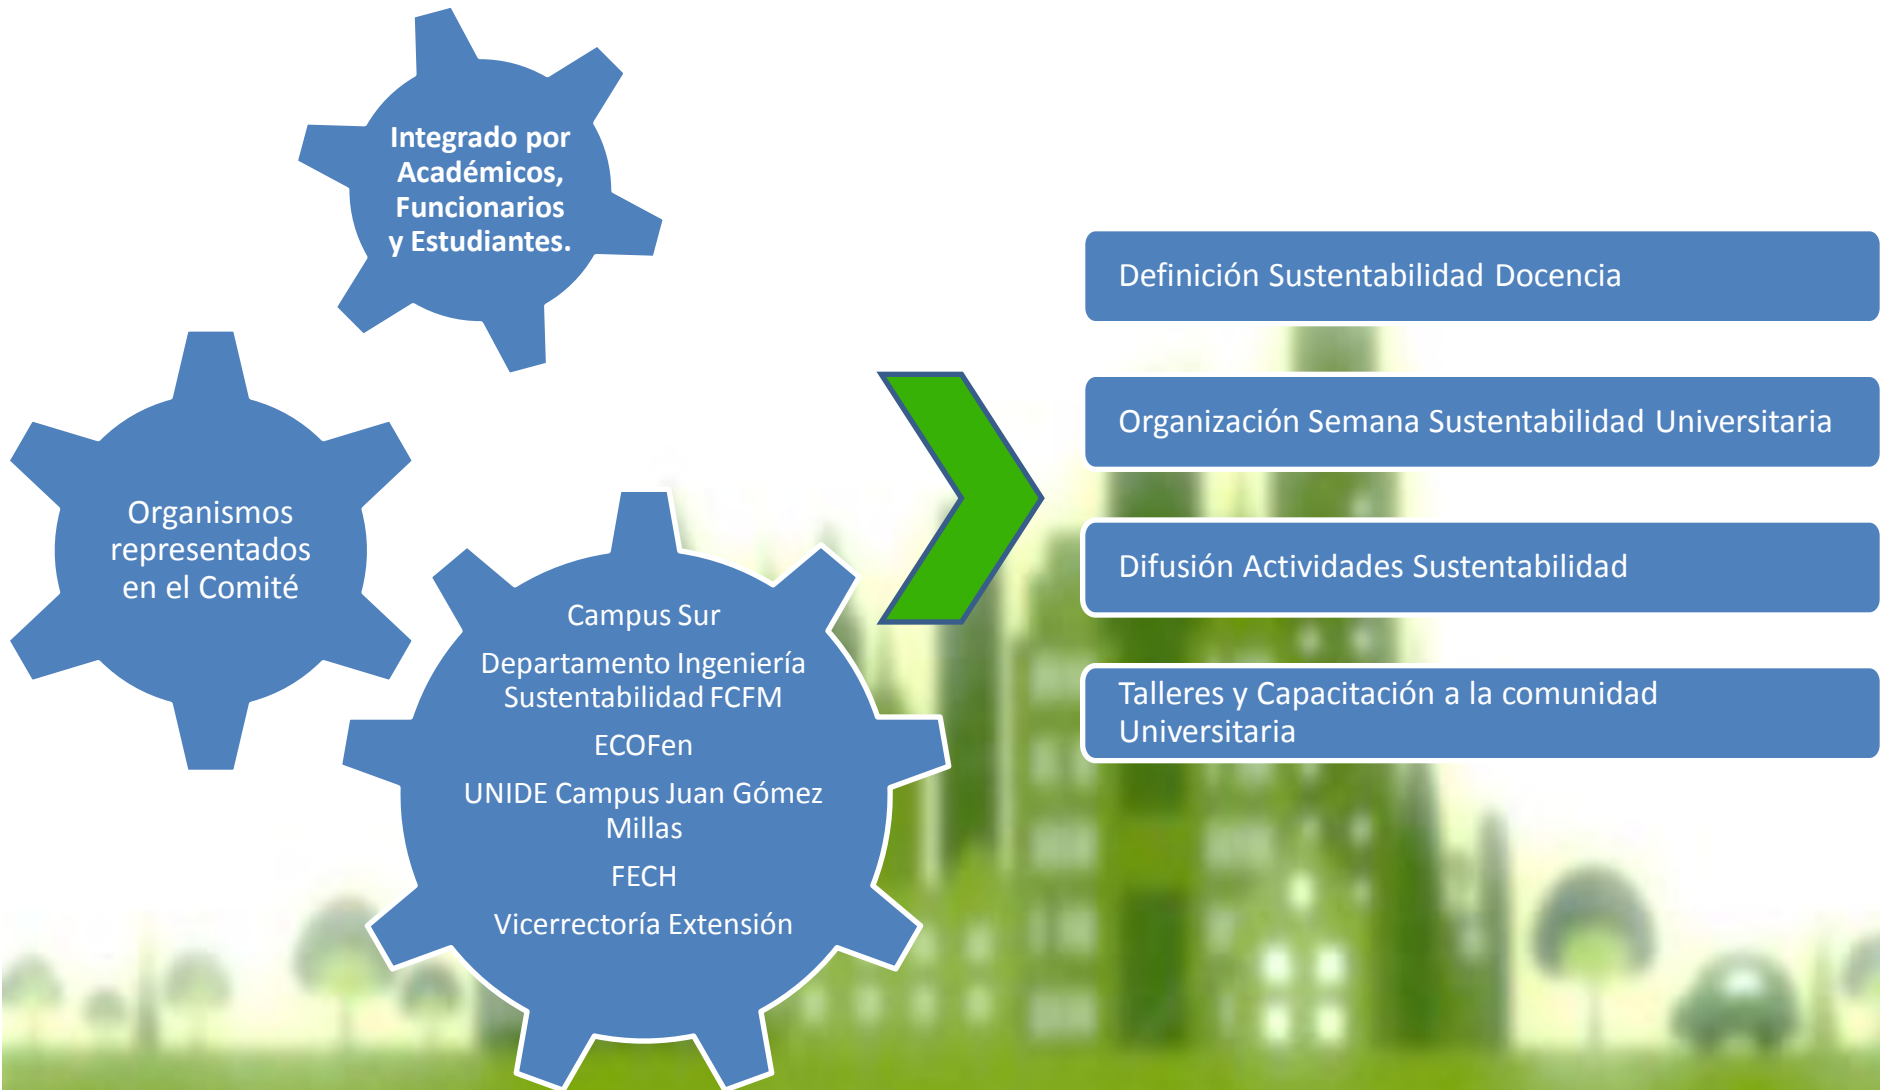 Integrado por
Académicos,
Funcionarios
y Estudiantes.
Organismos
representados
en el Comité
Campus Sur
Departamento Ingeniería
Sustentabilidad FCFM
ECOFen
UNIDE Campus Juan Gómez
Millas
FECH
Vicerrectoría Extensión
Definición Sustentabilidad Docencia
Organización Semana Sustentabilidad Universitaria
Difusión Actividades Sustentabilidad
Talleres y Capacitación a la comunidad
Universitaria